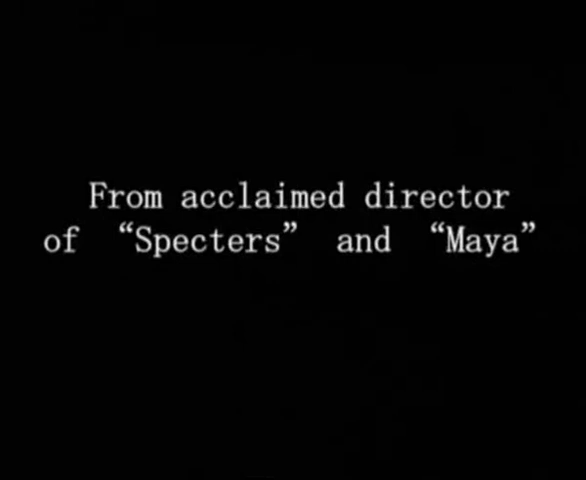 From acclaimed director
of “Specters” and “Maya”